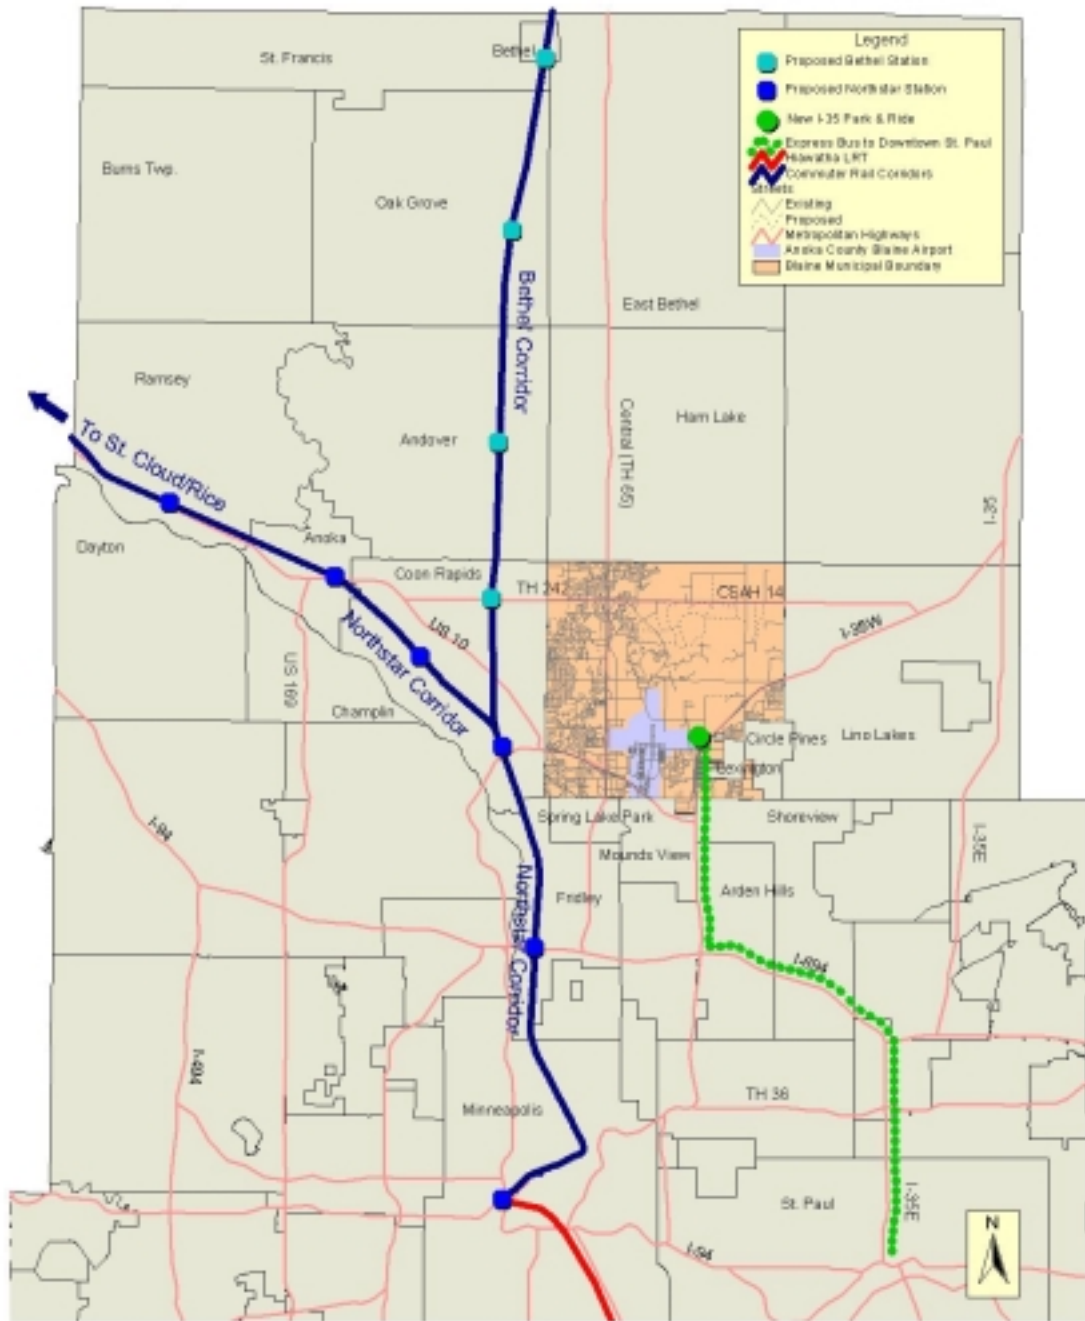 Legend
Proposed Bethel Station
Proposed Northstar Station
New I-35 Park & Ride
Express Bus to Downtown St. Paul
Hiawatha LRT
Commuter Rail Corridors
Streets
Existing
Proposed
Metropolitan Highways
Anoka County Blaine Airport
Blaine Municipal Boundary
St. Francis
Bethel
Burns Twp.
Oak Grove
Bethel Corridor
East Bethel
Ramsey
Andover
Central (TH 65)
Ham Lake
To St. Cloud/Rice
I-35
Dayton
Anoka
Coon Rapids
TH 242
CSAH 14
US 10
I-35W
Northstar Corridor
US 169
Champlin
Circle Pines
Lino Lakes
Lexington
Spring Lake Park
Shoreview
I-94
Mounds View
I-35E
Fridley
Arden Hills
Northstar Corridor
I-694
I-494
TH 36
Minneapolis
St. Paul
I-35E
I-94
N